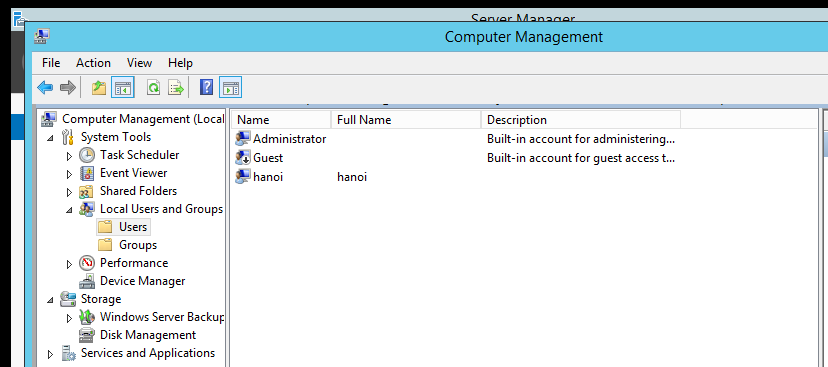 Server Manager
Computer Management
File Action View Help
Computer Management (Local
System Tools
Task Scheduler
Event Viewer
Shared Folders
Local Users and Groups
Users
Groups
Performance
Device Manager
Storage
Windows Server Backup
Disk Management
Services and Applications
Name Full Name Description
Administrator Built-in account for administering...
Guest Built-in account for guest access t...
hanoi hanoi